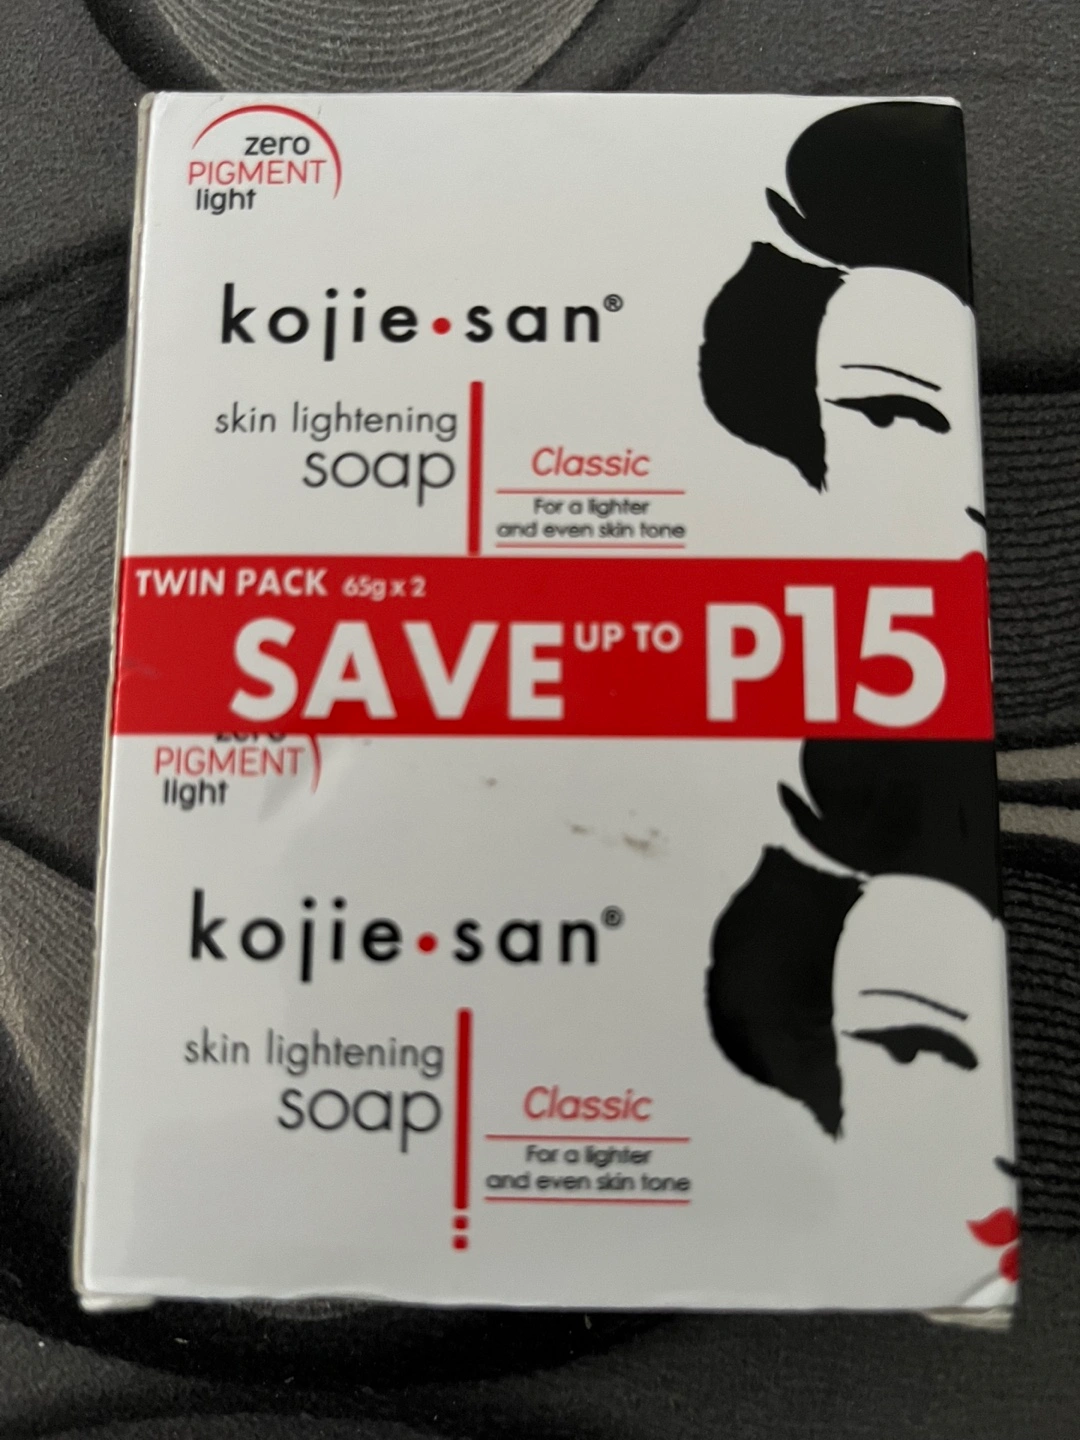 zero
PIGMENT
light
kojie•san®
skin lightening
soap
Classic
For a lighter
and even skin tone
TWIN PACK 65g x 2
SAVE UP TO P15
zero
PIGMENT
light
kojie•san®
skin lightening
soap
Classic
For a lighter
and even skin tone